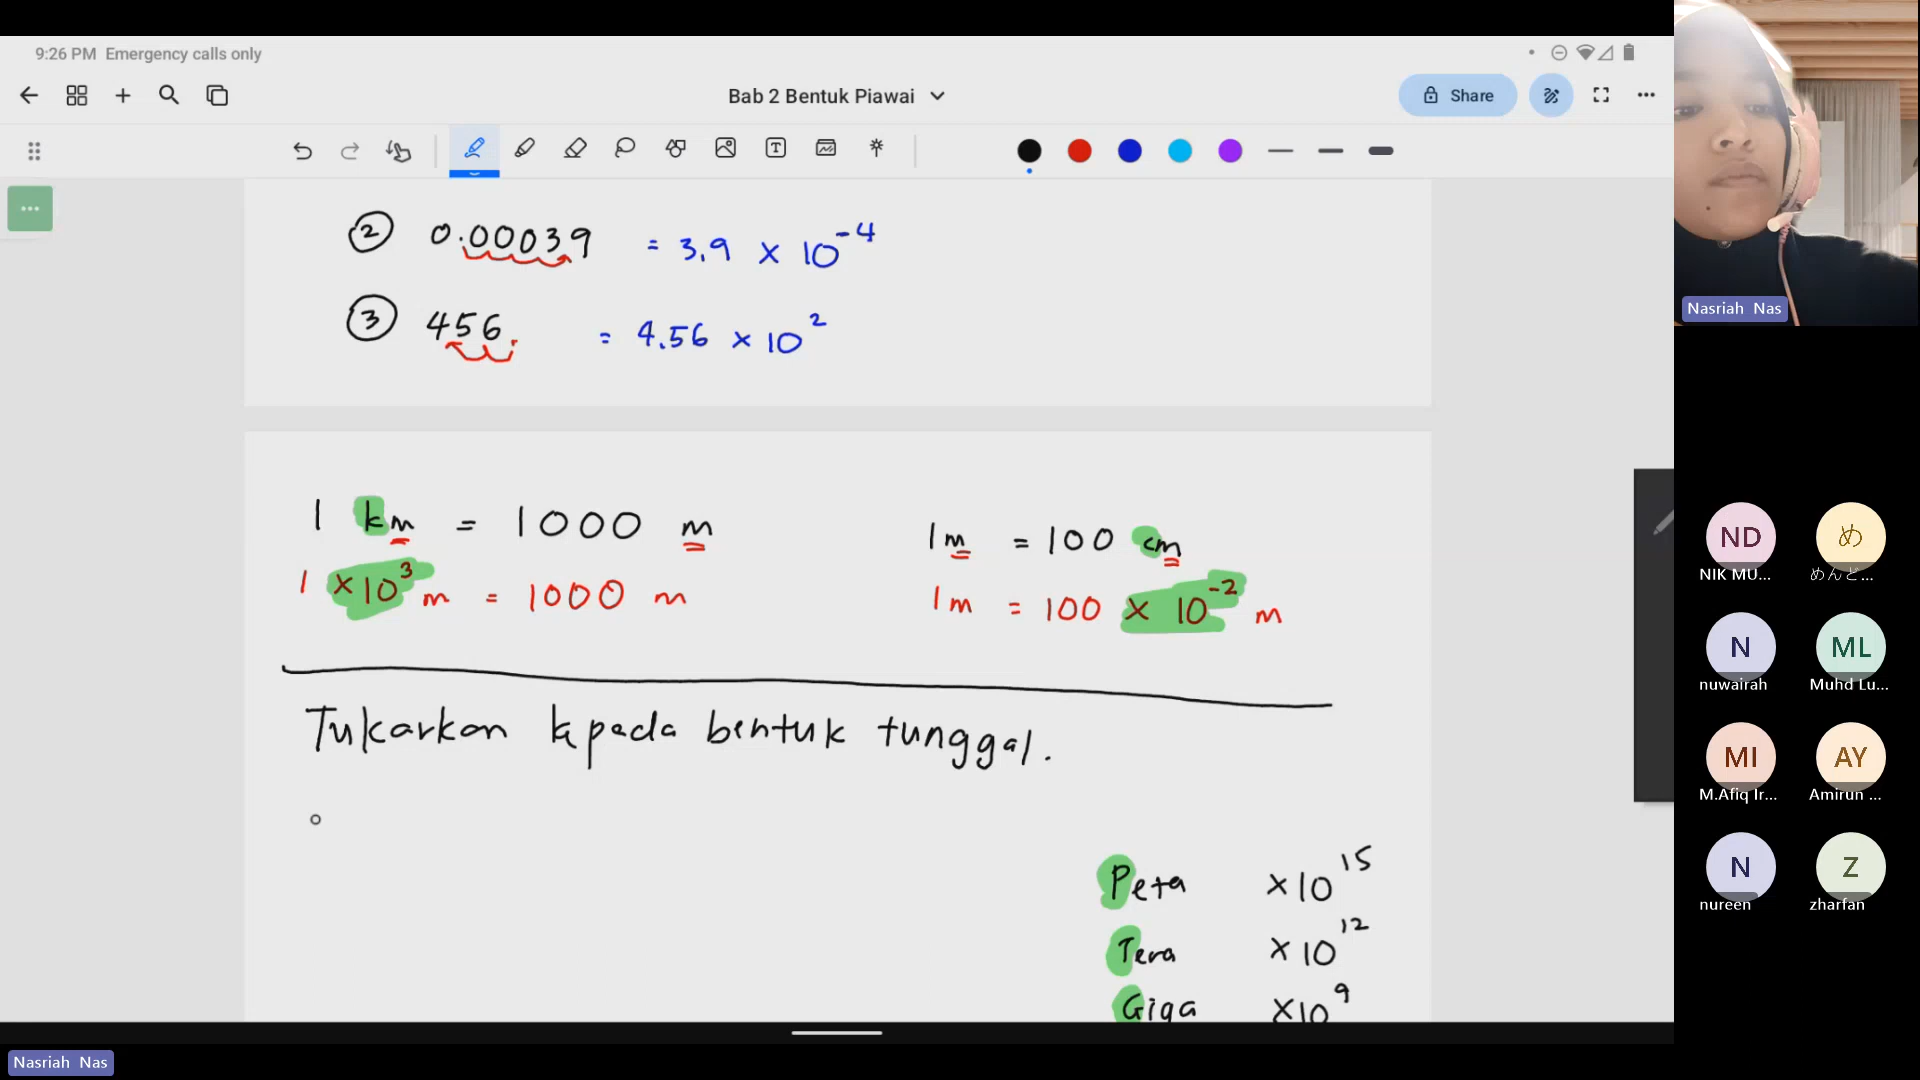 9:26 PM Emergency calls only
Bab 2 Bentuk Piawai
Share
② 0.00039 = 3.9 × 10⁻⁴
③ 456. = 4.56 × 10²
1 km = 1000 m
1 × 10³ m = 1000 m
1m = 100 cm
1m = 100 × 10⁻² m
Tukarkan kpada bentuk tunggal.
Peta ×10¹⁵
Tera ×10¹²
Giga ×10⁹
Nasriah Nas
ND
NIK MU...
め
めんど...
N
nuwairah
ML
Muhd Lu...
MI
M.Afiq Ir...
AY
Amirun ...
N
nureen
Z
zharfan
Nasriah Nas